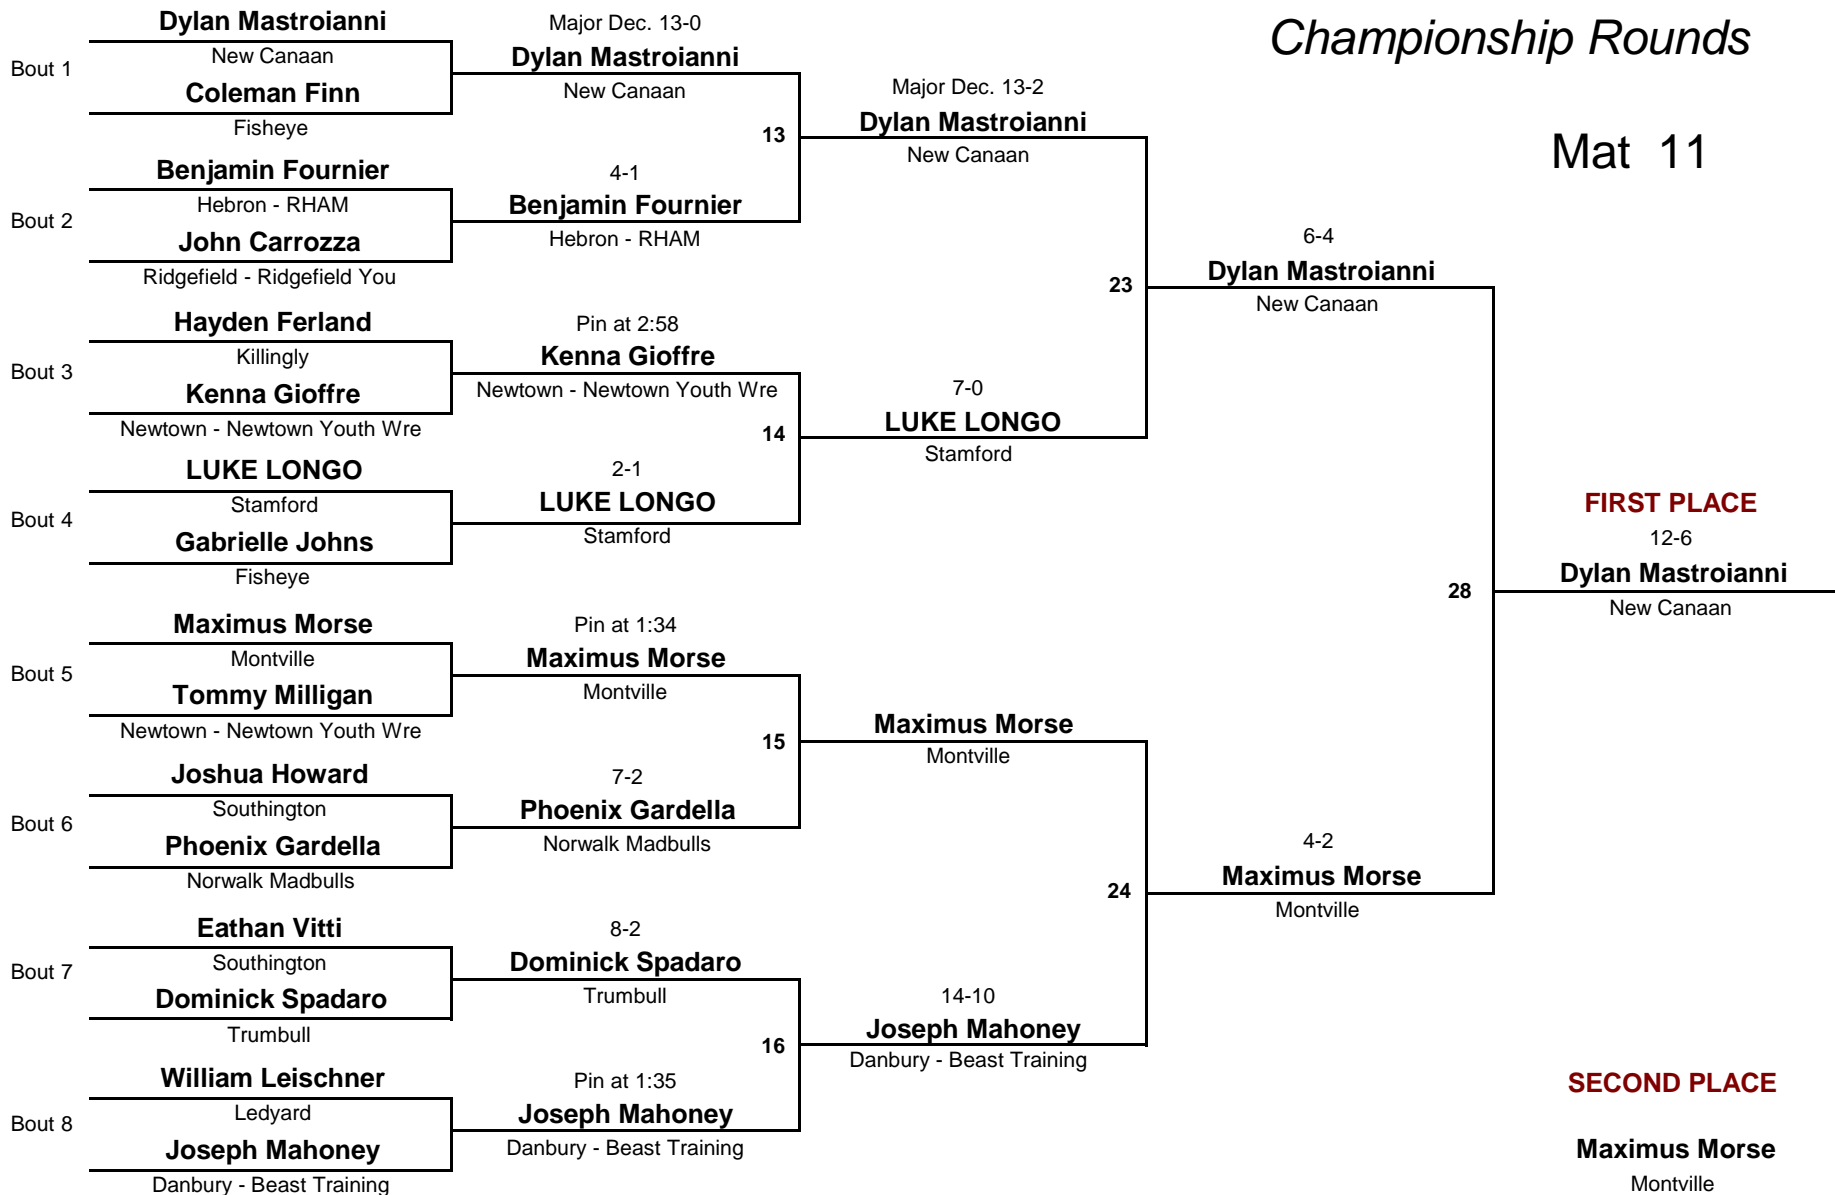 Championship Rounds
Mat 11
Bout 1
Dylan Mastroianni
New Canaan
Coleman Finn
Fisheye
Bout 2
Benjamin Fournier
Hebron - RHAM
John Carrozza
Ridgefield - Ridgefield You
Bout 3
Hayden Ferland
Killingly
Kenna Gioffre
Newtown - Newtown Youth Wre
Bout 4
LUKE LONGO
Stamford
Gabrielle Johns
Fisheye
Bout 5
Maximus Morse
Montville
Tommy Milligan
Newtown - Newtown Youth Wre
Bout 6
Joshua Howard
Southington
Phoenix Gardella
Norwalk Madbulls
Bout 7
Eathan Vitti
Southington
Dominick Spadaro
Trumbull
Bout 8
William Leischner
Ledyard
Joseph Mahoney
Danbury - Beast Training
Major Dec. 13-0
Dylan Mastroianni
New Canaan
13
4-1
Benjamin Fournier
Hebron - RHAM
Pin at 2:58
Kenna Gioffre
Newtown - Newtown Youth Wre
14
2-1
LUKE LONGO
Stamford
Pin at 1:34
Maximus Morse
Montville
15
7-2
Phoenix Gardella
Norwalk Madbulls
8-2
Dominick Spadaro
Trumbull
16
Pin at 1:35
Joseph Mahoney
Danbury - Beast Training
Major Dec. 13-2
Dylan Mastroianni
New Canaan
23
7-0
LUKE LONGO
Stamford
Maximus Morse
Montville
24
14-10
Joseph Mahoney
Danbury - Beast Training
6-4
Dylan Mastroianni
New Canaan
28
4-2
Maximus Morse
Montville
FIRST PLACE
12-6
Dylan Mastroianni
New Canaan
SECOND PLACE
Maximus Morse
Montville